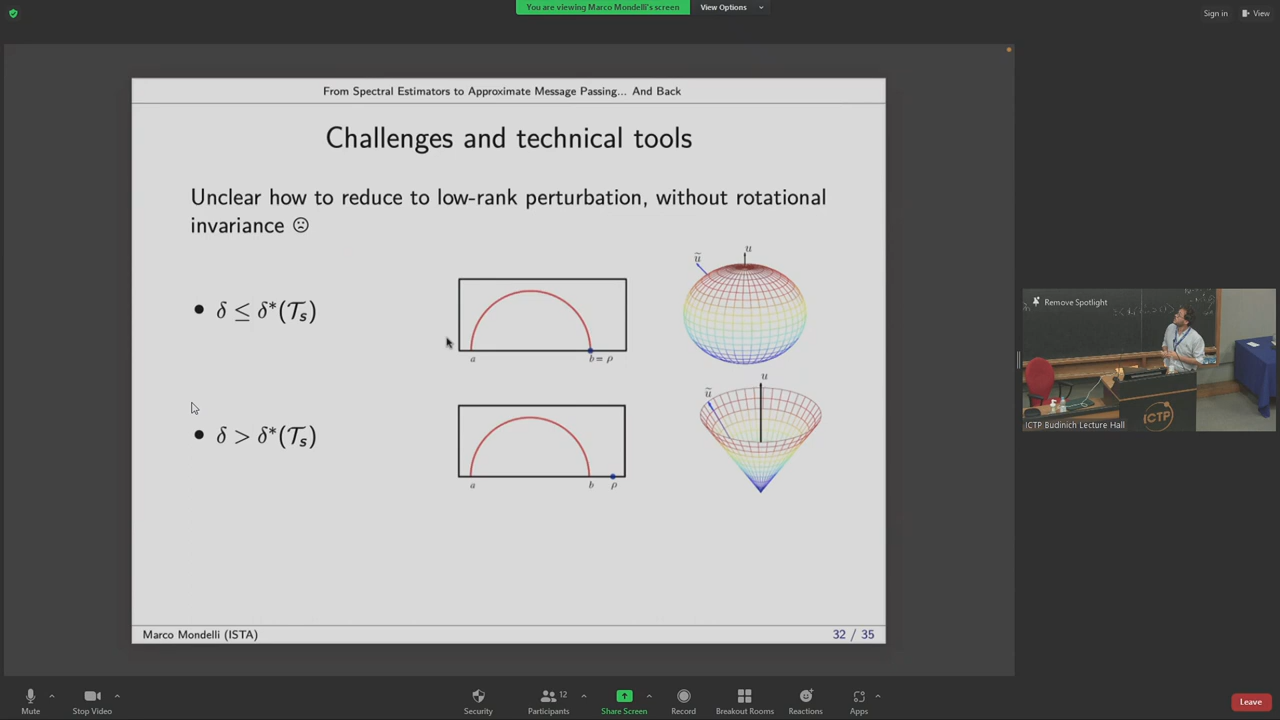 You are viewing Marco Mondelli's screen
View Options
Sign in
View
From Spectral Estimators to Approximate Message Passing... And Back
Challenges and technical tools
Unclear how to reduce to low-rank perturbation, without rotational
invariance ☹
• δ ≤ δ*(𝒯ₛ)
a
b = ρ
ũ
u
• δ > δ*(𝒯ₛ)
a
b
ρ
ũ
u
Marco Mondelli (ISTA)
32 / 35
Remove Spotlight
ICTP
ICTP Budinich Lecture Hall
Mute
Stop Video
Security
Participants
12
Share Screen
Record
Breakout Rooms
Reactions
Apps
Leave